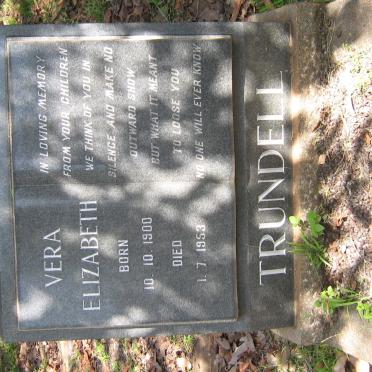 IN LOVING MEMORY
FROM YOUR CHILDREN
WE THINK OF YOU IN
SILENCE AND MAKE NO
OUTWARD SHOW
BUT WHAT IT MEANT
TO LOOSE YOU
NO ONE WILL EVER KNOW
VERA
ELIZABETH
BORN
10.10.1900
DIED
1.7.1953
TRUNDELL